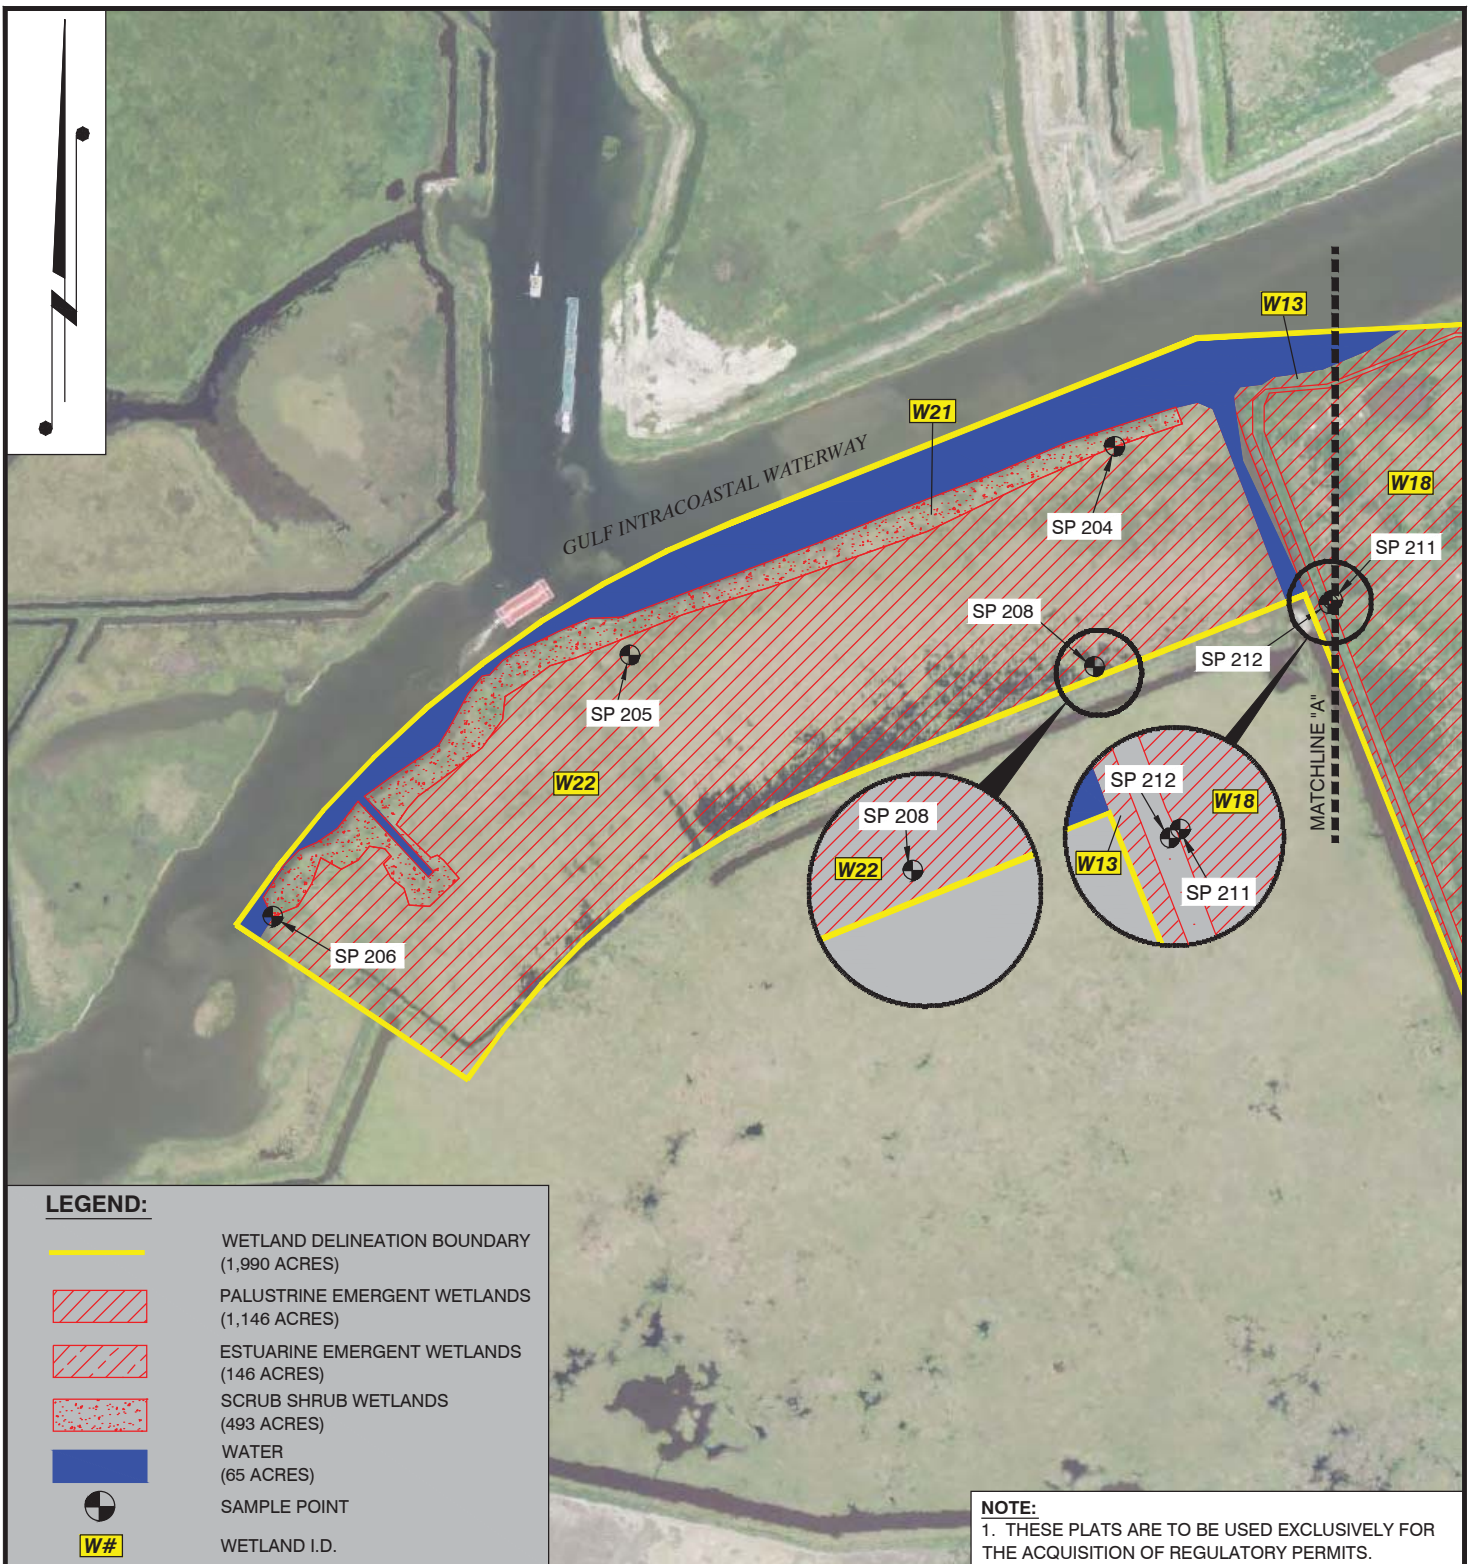 W13
W21
GULF INTRACOASTAL WATERWAY
W18
SP 204
SP 211
SP 208
SP 212
SP 205
MATCHLINE "A"
W22
SP 212
W18
SP 208
W22
W13
SP 211
SP 206
LEGEND:
WETLAND DELINEATION BOUNDARY
(1,990 ACRES)
PALUSTRINE EMERGENT WETLANDS
(1,146 ACRES)
ESTUARINE EMERGENT WETLANDS
(146 ACRES)
SCRUB SHRUB WETLANDS
(493 ACRES)
WATER
(65 ACRES)
SAMPLE POINT
W#
WETLAND I.D.
NOTE:
1. THESE PLATS ARE TO BE USED EXCLUSIVELY FOR
THE ACQUISITION OF REGULATORY PERMITS.